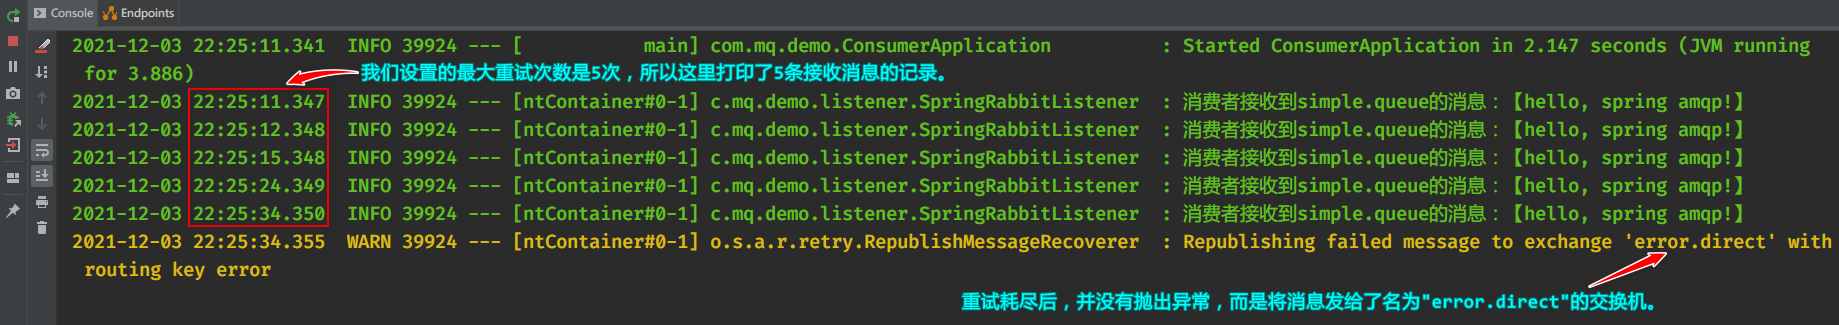 Console Endpoints
2021-12-03 22:25:11.341  INFO 39924 --- [           main] com.mq.demo.ConsumerApplication          : Started ConsumerApplication in 2.147 seconds (JVM running
for 3.886)
我们设置的最大重试次数是5次，所以这里打印了5条接收消息的记录。
2021-12-03 22:25:11.347  INFO 39924 --- [ntContainer#0-1] c.mq.demo.listener.SpringRabbitListener  : 消费者接收到simple.queue的消息：【hello, spring amqp!】
2021-12-03 22:25:12.348  INFO 39924 --- [ntContainer#0-1] c.mq.demo.listener.SpringRabbitListener  : 消费者接收到simple.queue的消息：【hello, spring amqp!】
2021-12-03 22:25:15.348  INFO 39924 --- [ntContainer#0-1] c.mq.demo.listener.SpringRabbitListener  : 消费者接收到simple.queue的消息：【hello, spring amqp!】
2021-12-03 22:25:24.349  INFO 39924 --- [ntContainer#0-1] c.mq.demo.listener.SpringRabbitListener  : 消费者接收到simple.queue的消息：【hello, spring amqp!】
2021-12-03 22:25:34.350  INFO 39924 --- [ntContainer#0-1] c.mq.demo.listener.SpringRabbitListener  : 消费者接收到simple.queue的消息：【hello, spring amqp!】
2021-12-03 22:25:34.355  WARN 39924 --- [ntContainer#0-1] o.s.a.r.retry.RepublishMessageRecoverer  : Republishing failed message to exchange 'error.direct' with
routing key error
重试耗尽后，并没有抛出异常，而是将消息发给了名为"error.direct"的交换机。